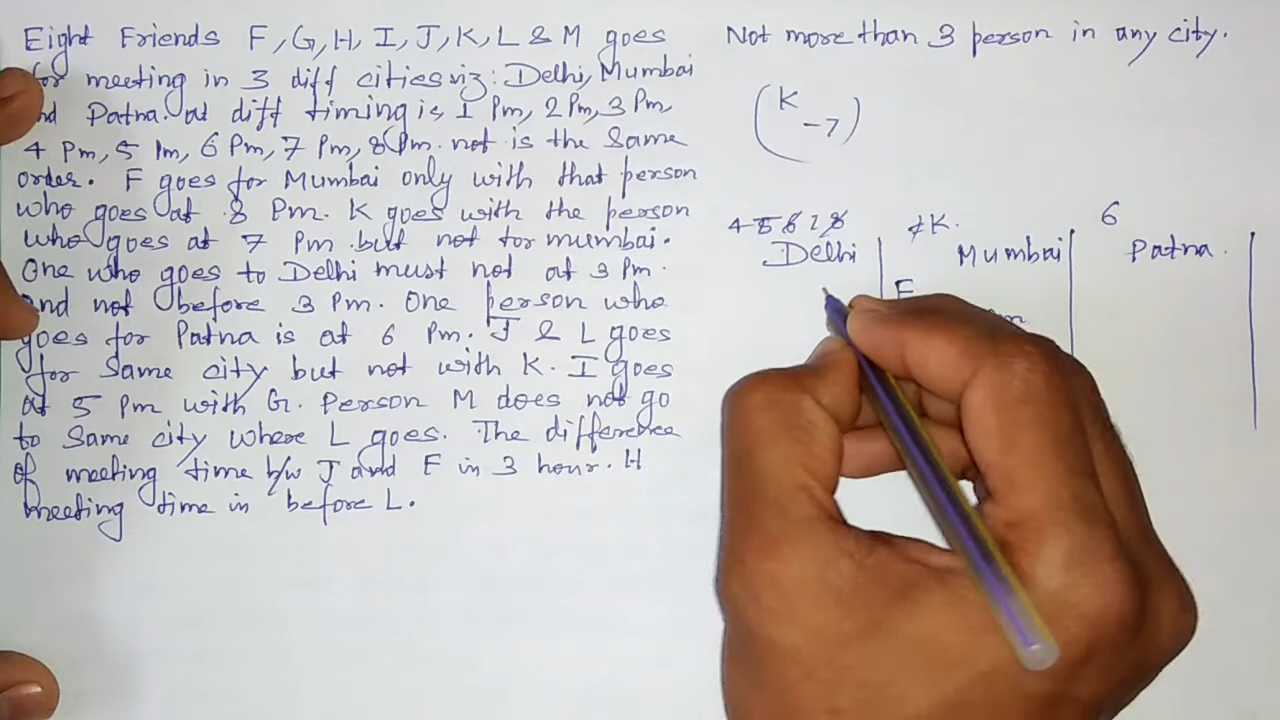 Eight Friends F, G, H, I, J, K, L & M goes
for meeting in 3 diff cities viz: Delhi, Mumbai
nd Patna. at diff timing is, 1 Pm, 2 Pm, 3 Pm,
4 Pm, 5 Pm, 6 Pm, 7 Pm, 8 Pm. not is the same
order. F goes for Mumbai only with that person
who goes at 8 Pm. K goes with the person
who goes at 7 Pm but not for mumbai.
One who goes to Delhi must not at 3 Pm.
and not before 3 Pm. One person who
goes for Patna is at 6 Pm. J & L goes
for same city but not with K. I goes
at 5 Pm with G. Person M does not go
to same city where L goes. The difference
of meeting time b/w J and F in 3 hour. H
meeting time in before L.
Not more than 3 person in any city.
K
-7
4 5 6 7 8
≠K.
6
Delhi
Mumbai
Patna.
F